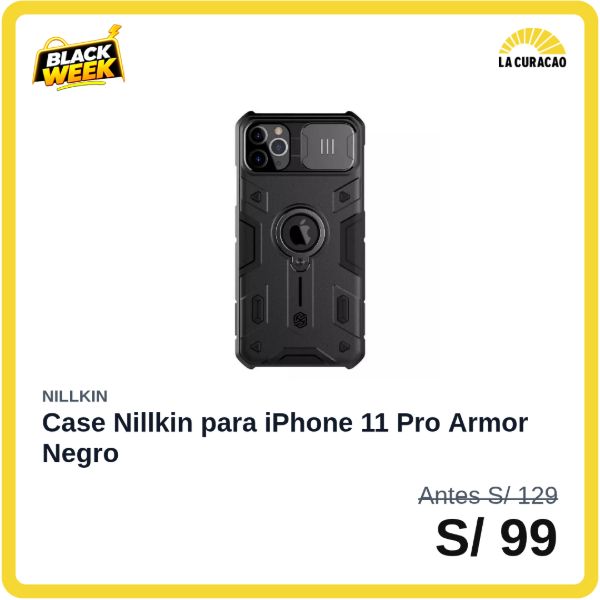 BLACK
WEEK
LA CURACAO
NILLKIN
Case Nillkin para iPhone 11 Pro Armor
Negro
Antes S/ 129
S/ 99